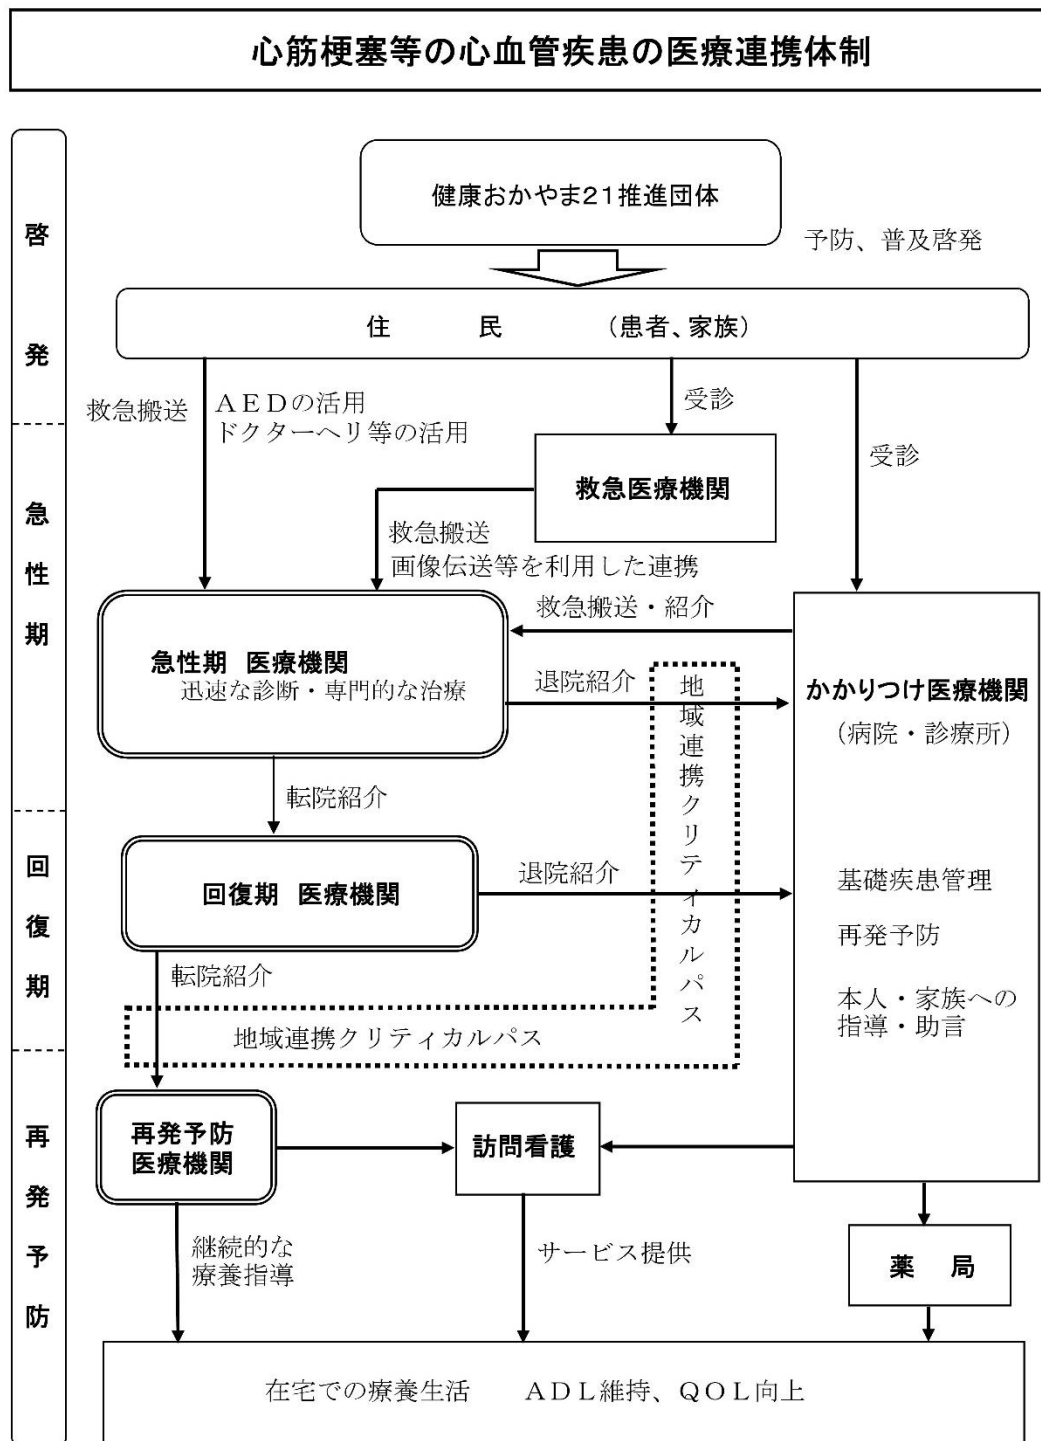 心筋梗塞等の心血管疾患の医療連携体制
啓発
健康おかやま21推進団体
予防、普及啓発
住　民　（患者、家族）
救急搬送
ＡＥＤの活用
ドクターヘリ等の活用
受診
受診
急性期
救急医療機関
救急搬送
画像伝送等を利用した連携
救急搬送・紹介
急性期　医療機関
迅速な診断・専門的な治療
退院紹介
地域連携クリティカルパス
かかりつけ医療機関
（病院・診療所）
転院紹介
回復期
回復期　医療機関
退院紹介
基礎疾患管理
再発予防
本人・家族への
指導・助言
転院紹介
地域連携クリティカルパス
再発予防
再発予防
医療機関
訪問看護
継続的な
療養指導
サービス提供
薬　局
在宅での療養生活　ＡＤＬ維持、ＱＯＬ向上